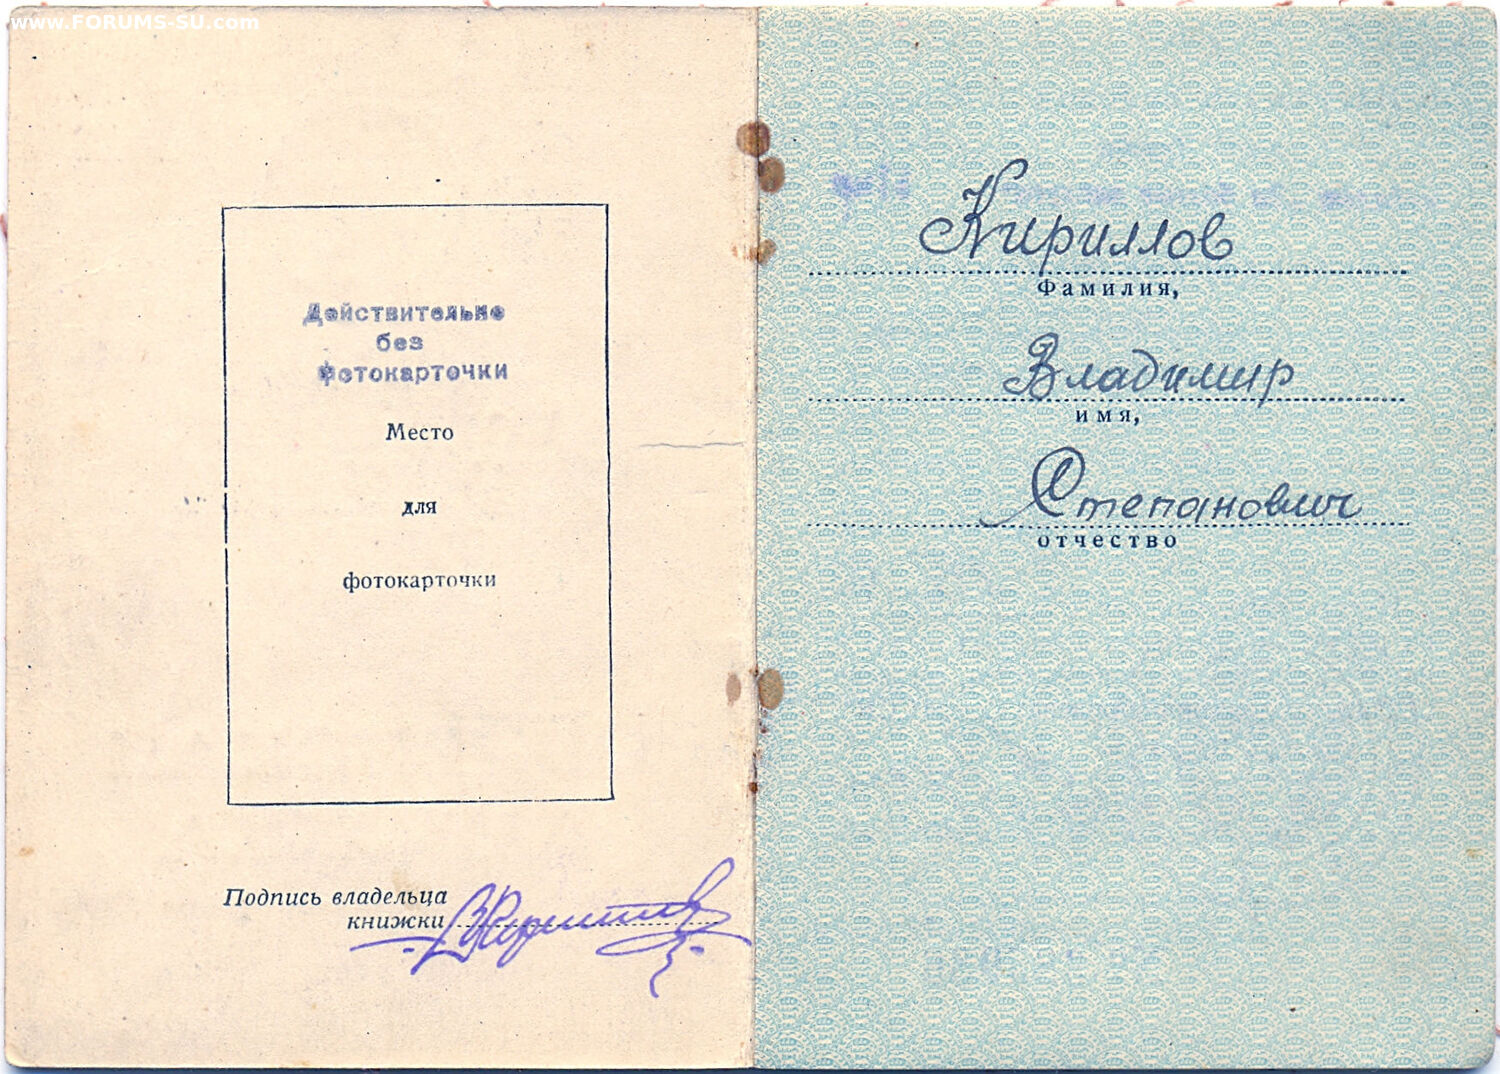 www.FORUMS-SU.com
Действительно
без
фотокарточки
Место
для
фотокарточки
Подпись владельца
книжки
Кириллов
Фамилия,
Владимир
имя,
Степанович
отчество